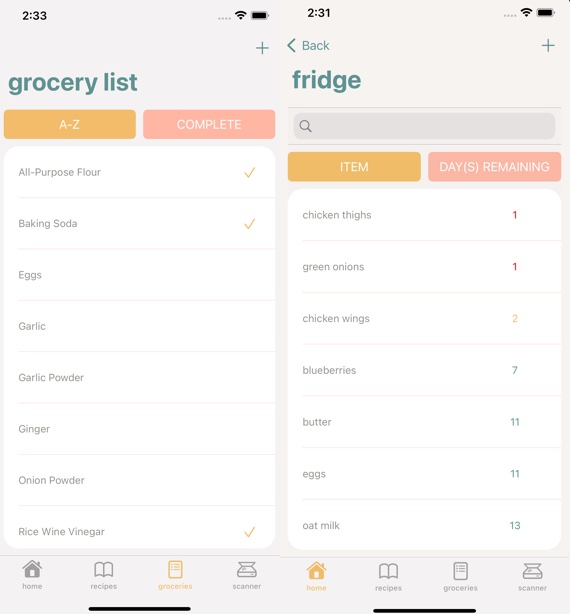 2:33
grocery list
A-Z
COMPLETE
All-Purpose Flour
Baking Soda
Eggs
Garlic
Garlic Powder
Ginger
Onion Powder
Rice Wine Vinegar
home
recipes
groceries
scanner
2:31
Back
fridge
ITEM
DAY(S) REMAINING
chicken thighs 1
green onions 1
chicken wings 2
blueberries 7
butter 11
eggs 11
oat milk 13
home
recipes
groceries
scanner